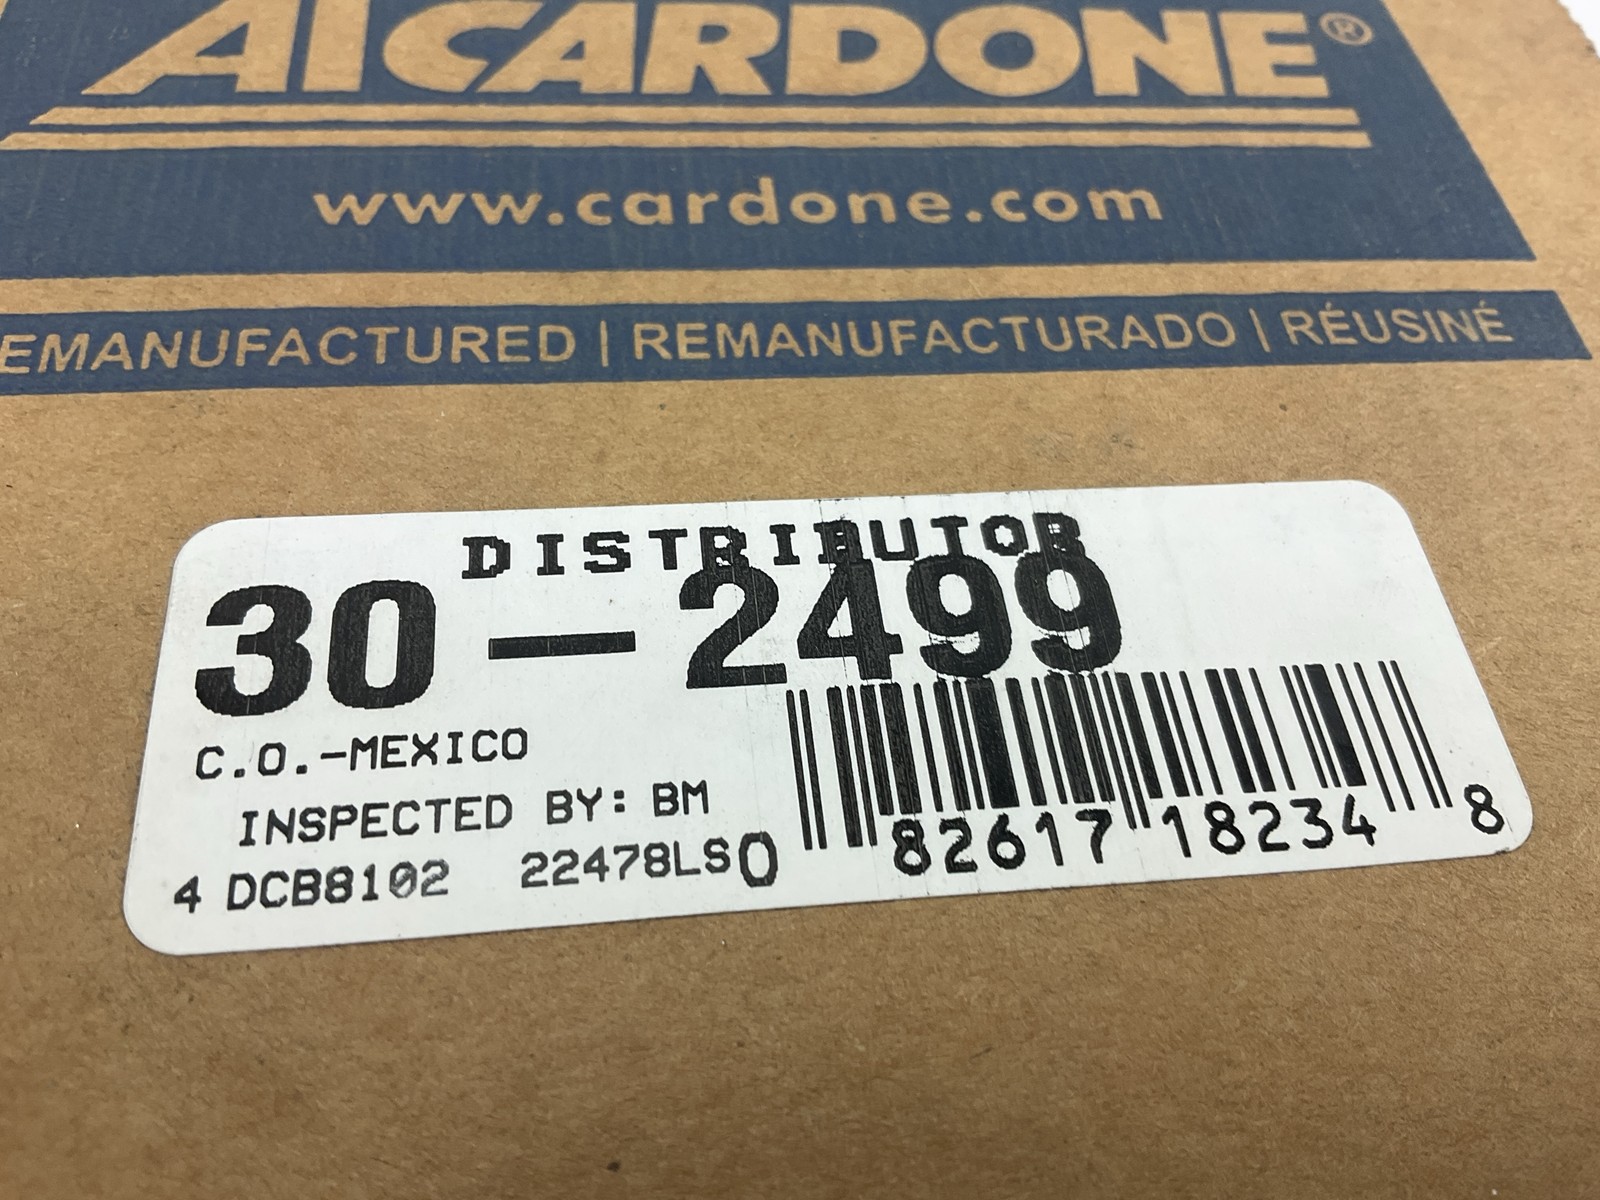 A1CARDONE®
www.cardone.com
EMANUFACTURED | REMANUFACTURADO | RÉUSINÉ
DISTRIBUTOR
30-2499
C.O.-MEXICO
INSPECTED BY: BM
4 DCB8102 22478LS
0 82617 18234 8